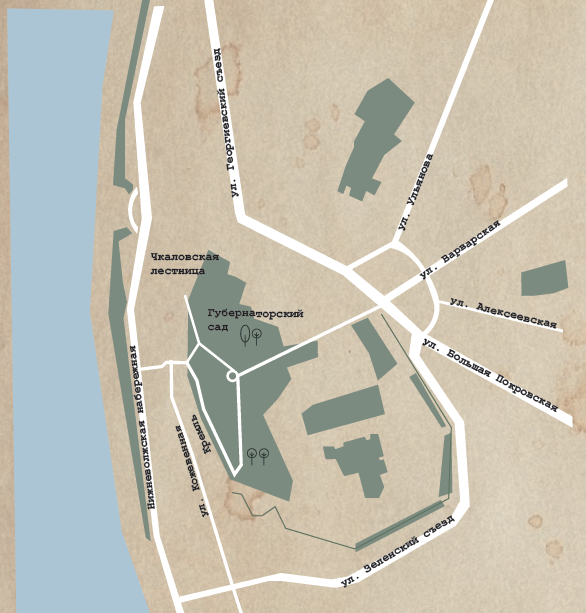 ул. Георгиевский съезд
ул. Ульянова
ул. Варварская
Чкаловская
лестница
ул. Алексеевская
Губернаторский
сад
ул. Большая Покровская
Нижневолжская набережная
ул. Кожевенная
Кремль
ул. Зеленский съезд